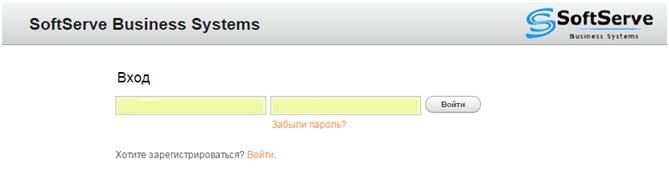 SoftServe Business Systems
SoftServe
Business Systems
Вход
Войти
Забыли пароль?
Хотите зарегистрироваться? Войти.